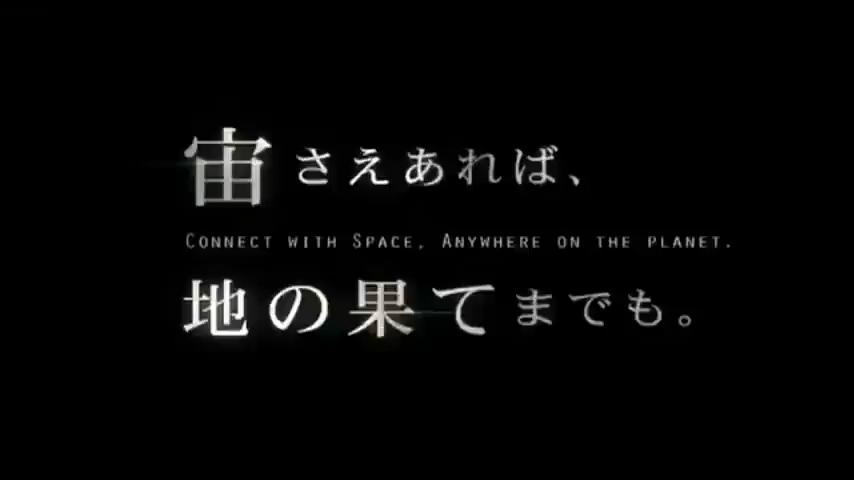 宙さえあれば、
CONNECT WITH SPACE, ANYWHERE ON THE PLANET.
地の果てまでも。